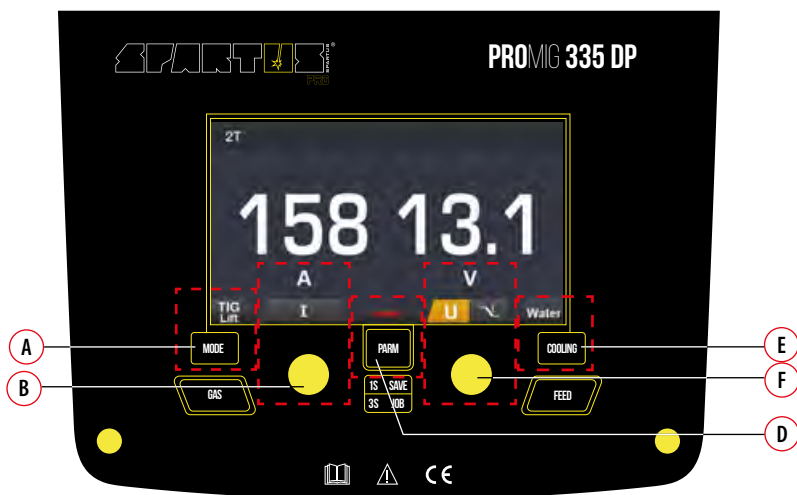 SPARTUS®
SPARTUS
PRO
PROMIG 335 DP
2T
158 13.1
A V
TIG
Lift
I
U
Water
MODE
PARM
COOLING
GAS
1S SAVE
3S JOB
FEED
A
B
E
F
D
CE